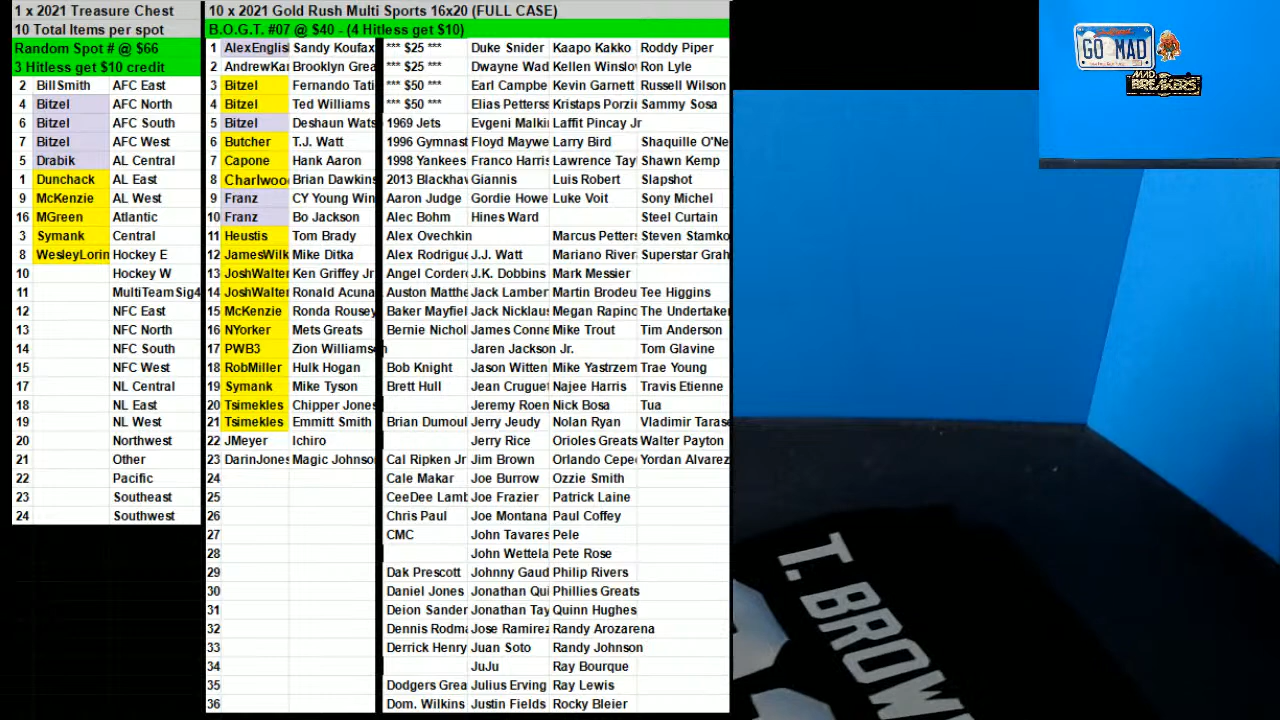 1 x 2021 Treasure Chest
10 Total Items per spot
Random Spot # @ $66
3 Hitless get $10 credit
2 BillSmith AFC East
4 Bitzel AFC North
6 Bitzel AFC South
7 Bitzel AFC West
5 Drabik AL Central
1 Dunchack AL East
9 McKenzie AL West
16 MGreen Atlantic
3 Symank Central
8 WesleyLorin Hockey E
10 Hockey W
11 MultiTeamSig4
12 NFC East
13 NFC North
14 NFC South
15 NFC West
17 NL Central
18 NL East
19 NL West
20 Northwest
21 Other
22 Pacific
23 Southeast
24 Southwest
10 x 2021 Gold Rush Multi Sports 16x20 (FULL CASE)
B.O.G.T. #07 @ $40 - (4 Hitless get $10)
1 AlexEnglis Sandy Koufax *** $25 *** Duke Snider Kaapo Kakko Roddy Piper
2 AndrewKa Brooklyn Grea *** $25 *** Dwayne Wad Kellen Winslo Ron Lyle
3 Bitzel Fernando Tati *** $50 *** Earl Campbe Kevin Garnett Russell Wilson
4 Bitzel Ted Williams *** $50 *** Elias Petterss Kristaps Porzi Sammy Sosa
5 Bitzel Deshaun Wats 1969 Jets Evgeni Malki Laffit Pincay Jr
6 Butcher T.J. Watt 1996 Gymnast Floyd Maywe Larry Bird Shaquille O'Ne
7 Capone Hank Aaron 1998 Yankees Franco Harris Lawrence Tay Shawn Kemp
8 Charlwoo Brian Dawkins 2013 Blackhav Giannis Luis Robert Slapshot
9 Franz CY Young Win Aaron Judge Gordie Howe Luke Voit Sony Michel
10 Franz Bo Jackson Alec Bohm Hines Ward Steel Curtain
11 Heustis Tom Brady Alex Ovechkin Marcus Petters Steven Stamko
12 JamesWilk Mike Ditka Alex Rodrigue J.J. Watt Mariano River Superstar Grah
13 JoshWalter Ken Griffey Jr Angel Corder J.K. Dobbins Mark Messier
14 JoshWalter Ronald Acuna Auston Matthe Jack Lamber Martin Brodeu Tee Higgins
15 McKenzie Ronda Rousey Baker Mayfiel Jack Nicklau Megan Rapino The Undertake
16 NYorker Mets Greats Bernie Nichol James Conne Mike Trout Tim Anderson
17 PWB3 Zion Williamson Jaren Jackson Jr. Tom Glavine
18 RobMiller Hulk Hogan Bob Knight Jason Witten Mike Yastrzem Trae Young
19 Symank Mike Tyson Brett Hull Jean Cruguet Najee Harris Travis Etienne
20 Tsimekles Chipper Jones Jeremy Roen Nick Bosa Tua
21 Tsimekles Emmitt Smith Brian Dumoul Jerry Jeudy Nolan Ryan Vladimir Tarase
22 JMeyer Ichiro Jerry Rice Orioles Greats Walter Payton
23 DarinJones Magic Johnso Cal Ripken Jr Jim Brown Orlando Cepe Yordan Alvarez
24 Cale Makar Joe Burrow Ozzie Smith
25 CeeDee Lamb Joe Frazier Patrick Laine
26 Chris Paul Joe Montana Paul Coffey
27 CMC John Tavares Pele
28 John Wettela Pete Rose
29 Dak Prescott Johnny Gaud Philip Rivers
30 Daniel Jones Jonathan Qui Phillies Greats
31 Deion Sander Jonathan Tay Quinn Hughes
32 Dennis Rodma Jose Ramirez Randy Arozarena
33 Derrick Henry Juan Soto Randy Johnson
34 JuJu Ray Bourque
35 Dodgers Grea Julius Erving Ray Lewis
36 Dom. Wilkins Justin Fields Rocky Bleier
GO MAD
MAD
BREAKERS
T. BROW